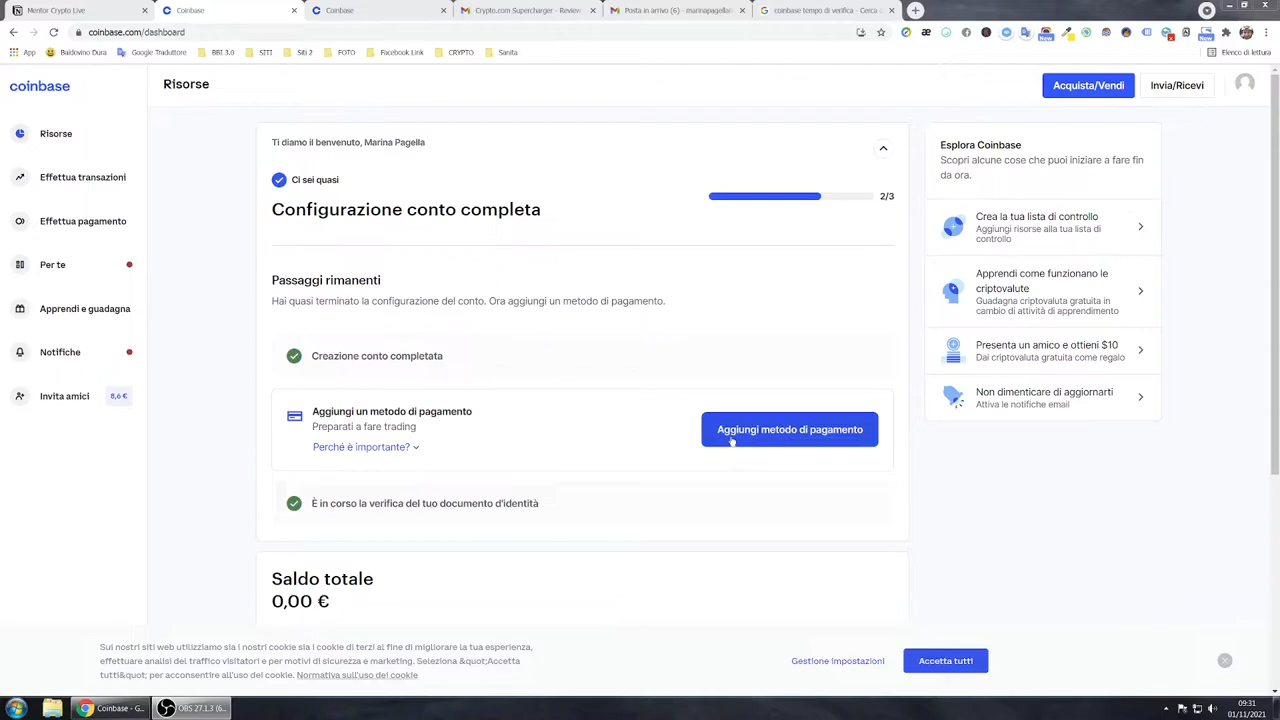 Mentor Crypto Live
Coinbase
Coinbase
Crypto.com Supercharger - Review
Posta in arrivo (6) - marinapagella
coinbase tempo di verifica - Cerca c
coinbase.com/dashboard
App
Baldovino Dura
Google Traduttore
BBI 3.0
SITI
Siti 2
FOTO
Facebook Link
CRYPTO
Sanita
Elenco di lettura
coinbase
Risorse
Acquista/Vendi
Invia/Ricevi
Risorse
Effettua transazioni
Effettua pagamento
Per te
Apprendi e guadagna
Notifiche
Invita amici
8,6 €
Ti diamo il benvenuto, Marina Pagella
Ci sei quasi
Configurazione conto completa
2/3
Passaggi rimanenti
Hai quasi terminato la configurazione del conto. Ora aggiungi un metodo di pagamento.
Creazione conto completata
Aggiungi un metodo di pagamento
Preparati a fare trading
Perché è importante?
Aggiungi metodo di pagamento
È in corso la verifica del tuo documento d'identità
Saldo totale
0,00 €
Esplora Coinbase
Scopri alcune cose che puoi iniziare a fare fin
da ora.
Crea la tua lista di controllo
Aggiungi risorse alla tua lista di
controllo
Apprendi come funzionano le
criptovalute
Guadagna criptovaluta gratuita in
cambio di attività di apprendimento
Presenta un amico e ottieni $10
Dai criptovaluta gratuita come regalo
Non dimenticare di aggiornarti
Attiva le notifiche email
Sui nostri siti web utilizziamo sia i nostri cookie sia i cookie di terzi al fine di migliorare la tua esperienza,
effettuare analisi del traffico visitatori e per motivi di sicurezza e marketing. Seleziona &quot;Accetta
tutti&quot; per acconsentire all'uso dei cookie. Normativa sull'uso dei cookie
Gestione impostazioni
Accetta tutti
Coinbase - G...
OBS 27.1.3 (6...
09:31
01/11/2021